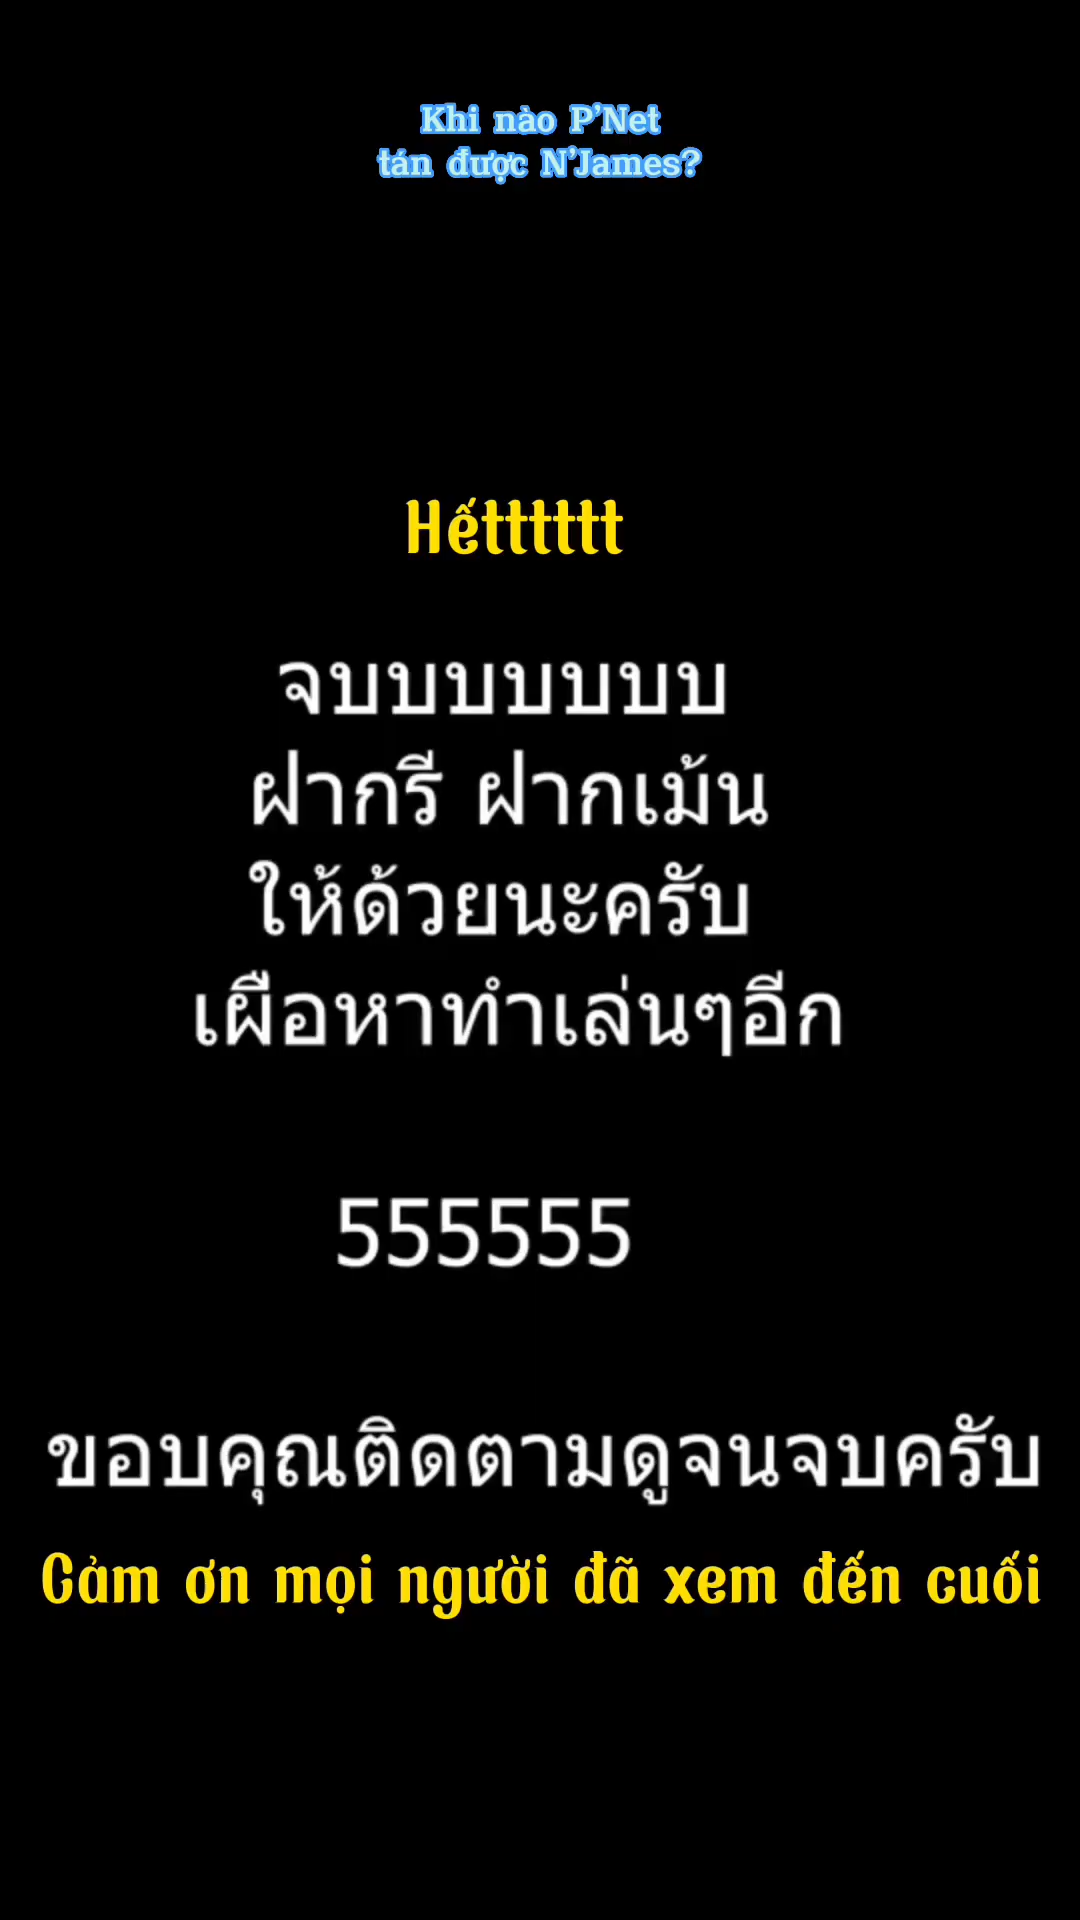 Khi nào P’Net
tán được N’James?
Hếtttttt
จบบบบบบบ
ฝากรี ฝากเม้น
ให้ด้วยนะครับ
เผือหาทำเล่นๆอีก
555555
ขอบคุณติดตามดูจนจบครับ
Cảm ơn mọi người đã xem đến cuối